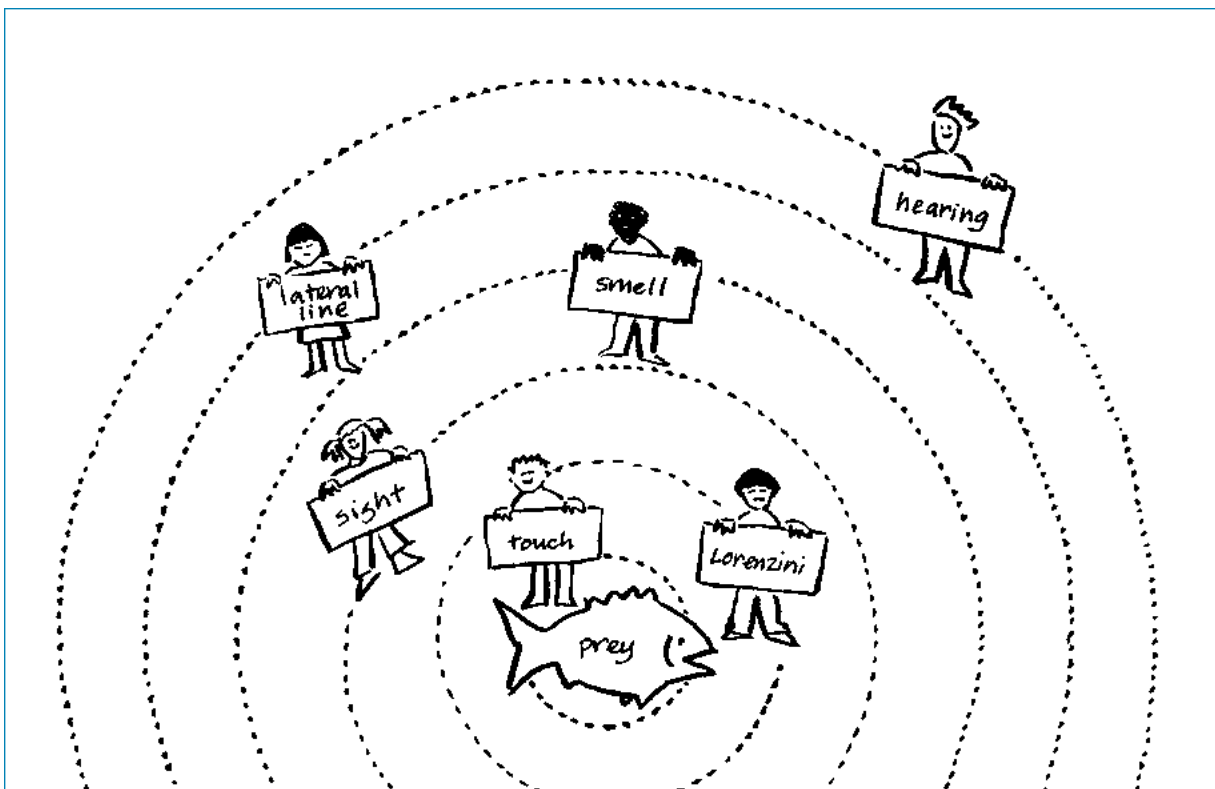 hearing
smell
lateral
line
sight
touch
Lorenzini
prey